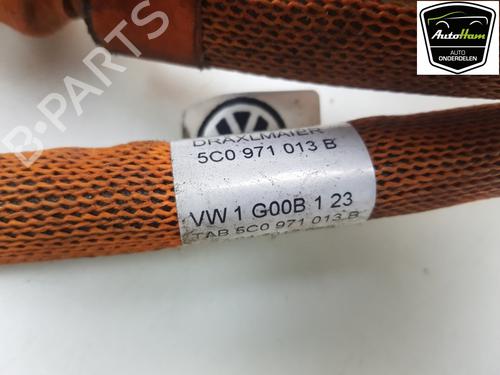 AutoHam
AUTO
ONDERDELEN
B-PARTS
DRAXLMAIER
5C0 971 013 B
VW 1 G00B 1 23
TAB 5C0 971 013 B